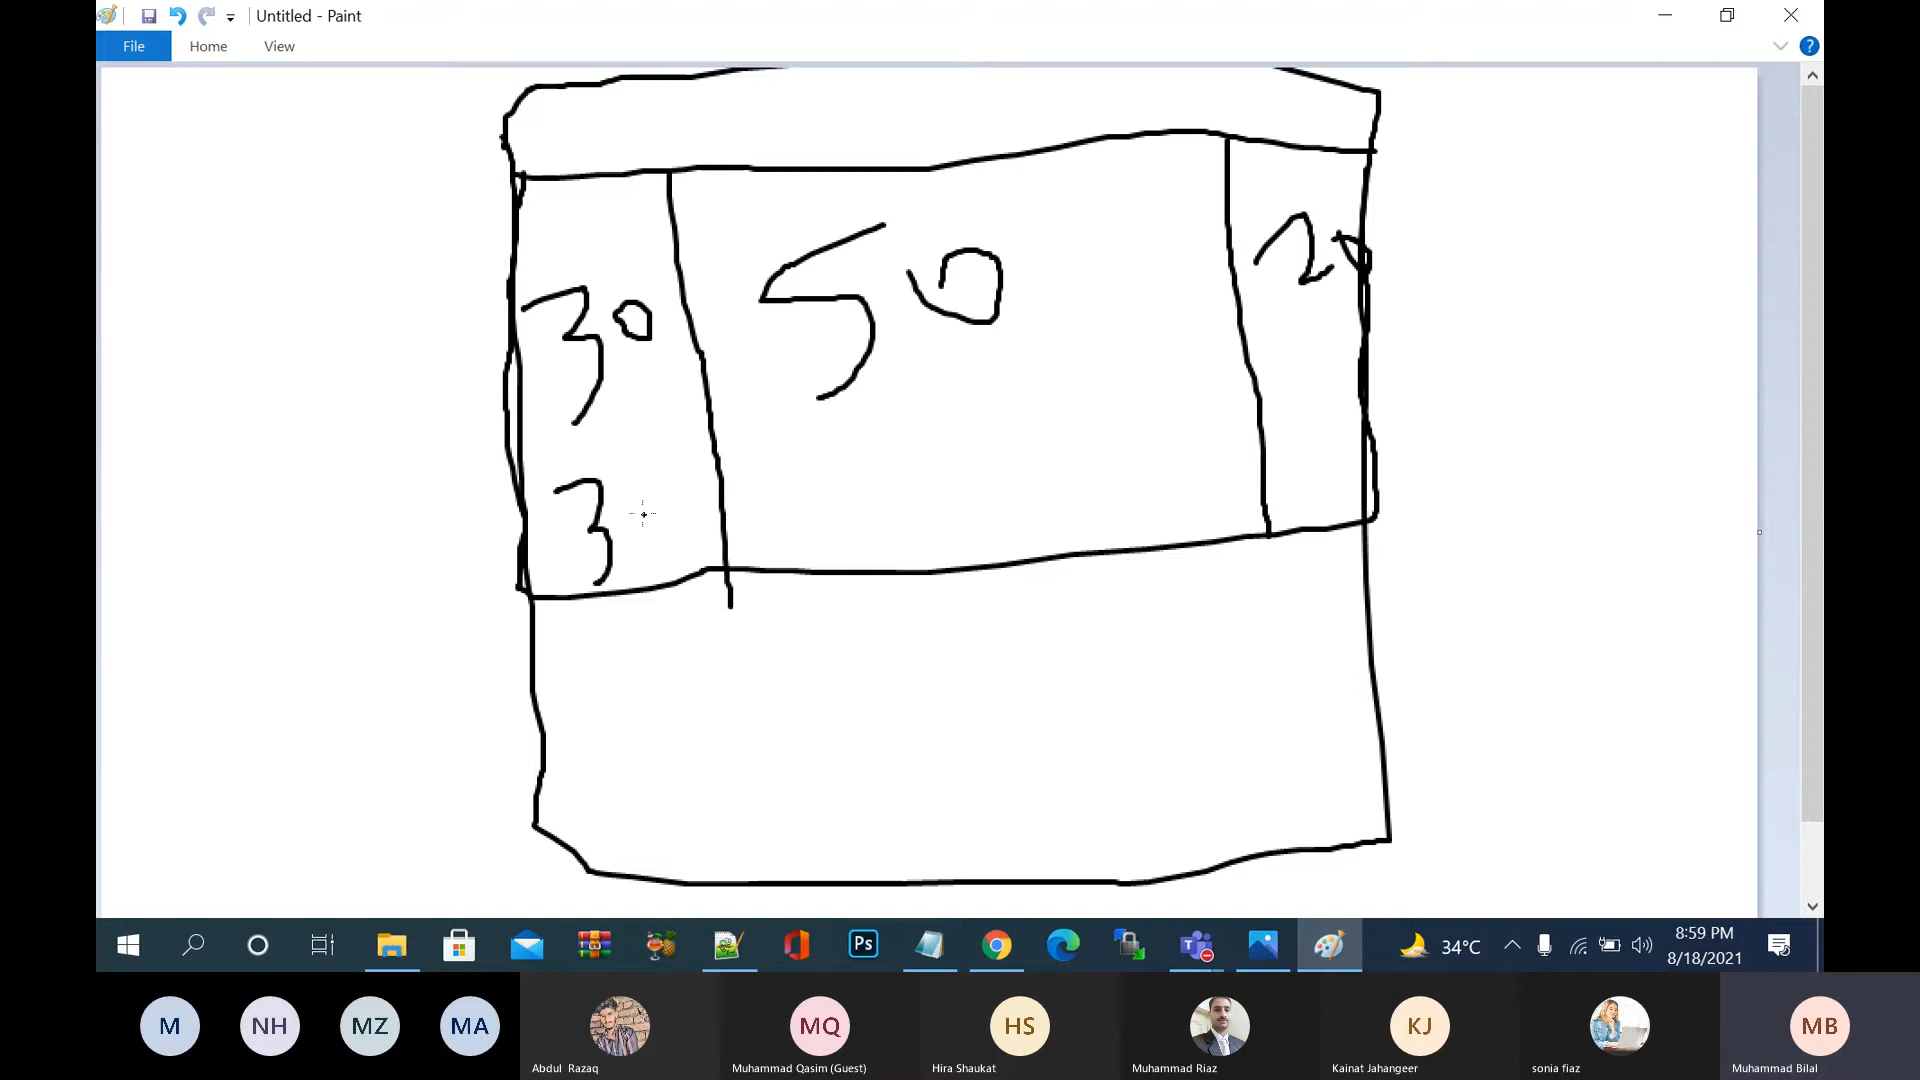 Untitled - Paint
File Home View
30 50 20
3
Ps
34°C
8:59 PM
8/18/2021
M NH MZ MA MQ HS KJ MB
Abdul Razaq Muhammad Qasim (Guest) Hira Shaukat Muhammad Riaz Kainat Jahangeer sonia fiaz Muhammad Bilal